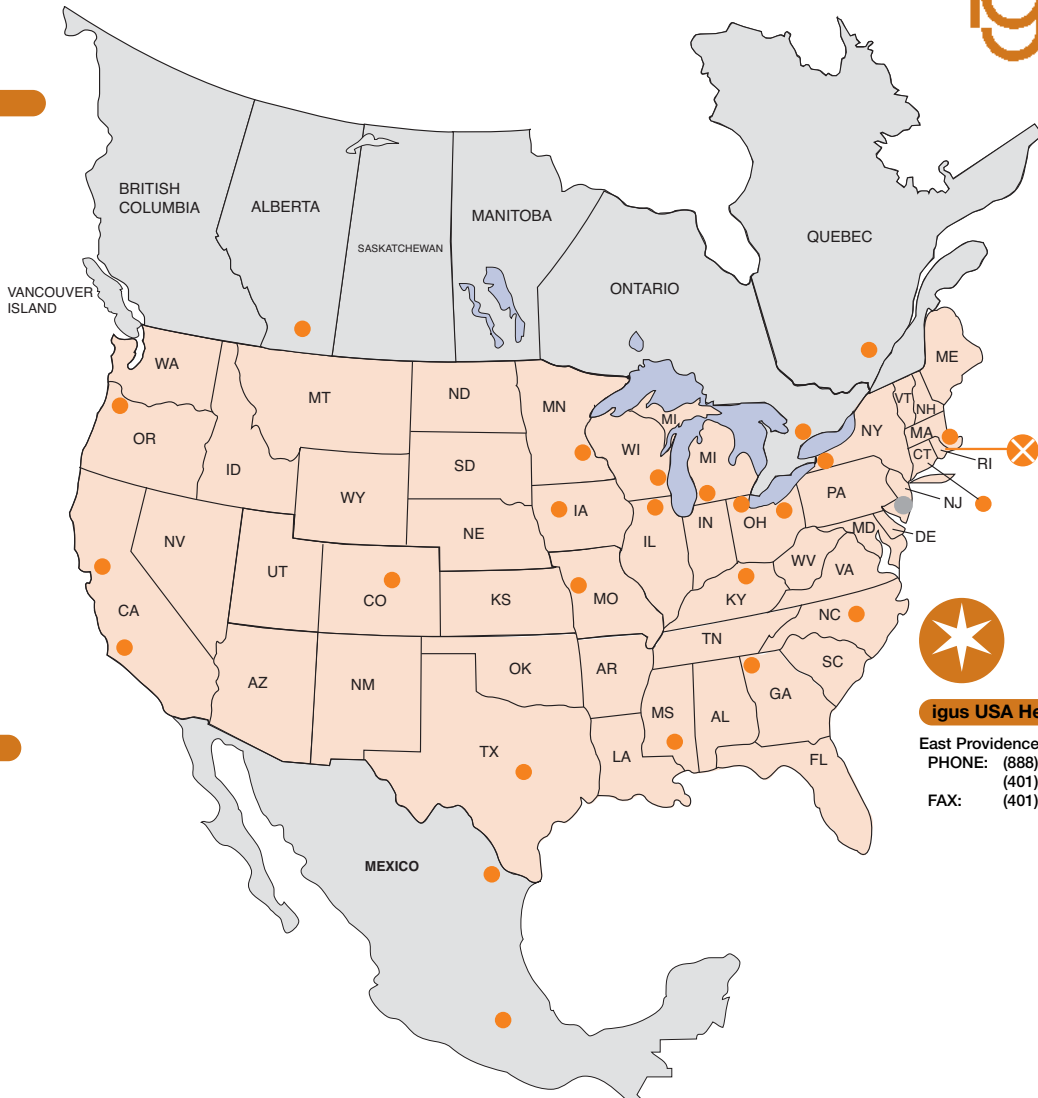 BRITISH
COLUMBIA
ALBERTA
SASKATCHEWAN
MANITOBA
ONTARIO
QUEBEC
VANCOUVER
ISLAND
WA
MT
ND
MN
MI
ME
VT
NH
NY
MA
CT
RI
OR
ID
SD
WI
MI
WY
IA
PA
NJ
NV
NE
IL
IN
OH
MD
DE
UT
CO
KS
MO
WV
VA
CA
KY
NC
TN
AZ
NM
OK
AR
SC
GA
MS
AL
TX
LA
FL
MEXICO
igus USA He
East Providence
PHONE: (888)
(401)
FAX: (401)